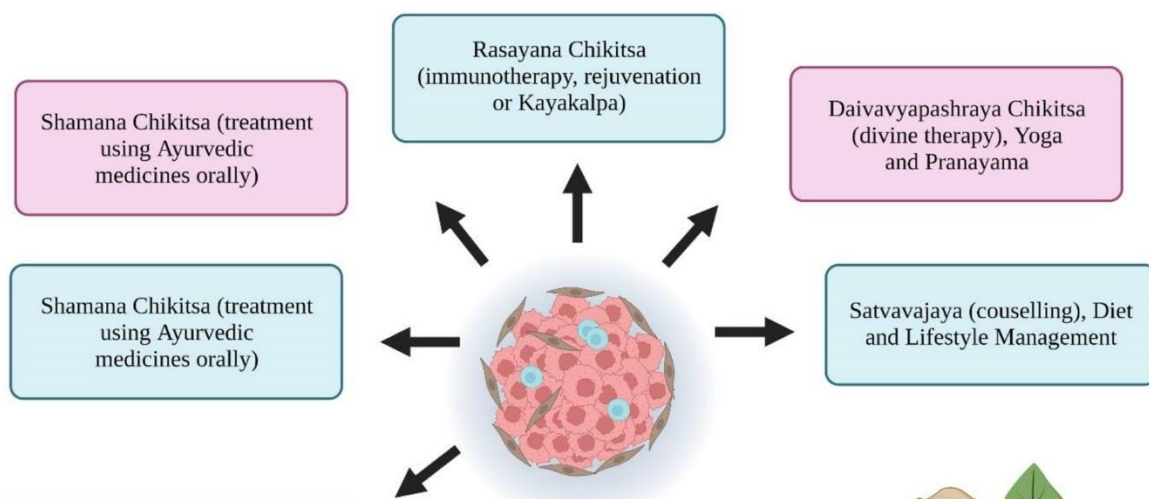 Rasayana Chikitsa
(immunotherapy, rejuvenation
or Kayakalpa)
Shamana Chikitsa (treatment
using Ayurvedic
medicines orally)
Daivavyapashraya Chikitsa
(divine therapy), Yoga
and Pranayama
Shamana Chikitsa (treatment
using Ayurvedic
medicines orally)
Satvavajaya (couselling), Diet
and Lifestyle Management